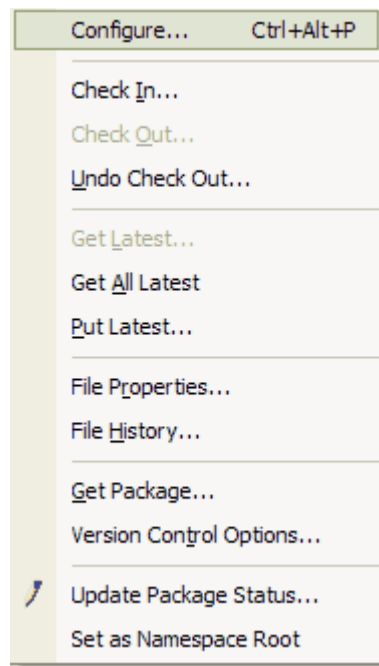 Configure... Ctrl+Alt+P
Check In...
Check Out...
Undo Check Out...
Get Latest...
Get All Latest
Put Latest...
File Properties...
File History...
Get Package...
Version Control Options...
Update Package Status...
Set as Namespace Root